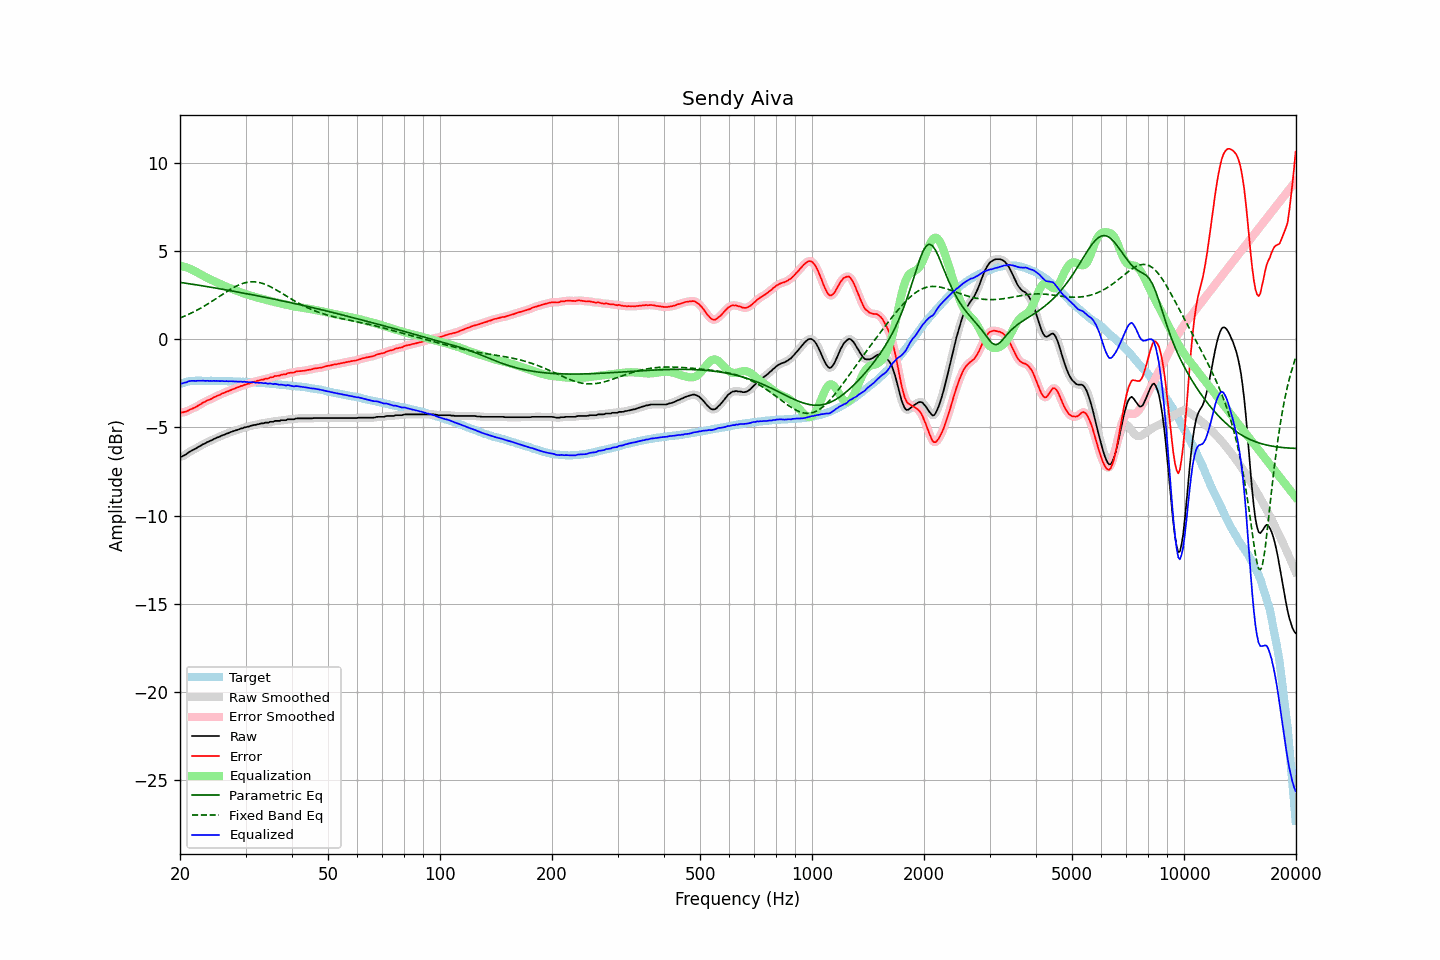 Sendy Aiva
Amplitude (dBr)
10
5
0
−5
−10
−15
−20
−25
Target
Raw Smoothed
Error Smoothed
Raw
Error
Equalization
Parametric Eq
Fixed Band Eq
Equalized
20
50
100
200
500
1000
2000
5000
10000
20000
Frequency (Hz)